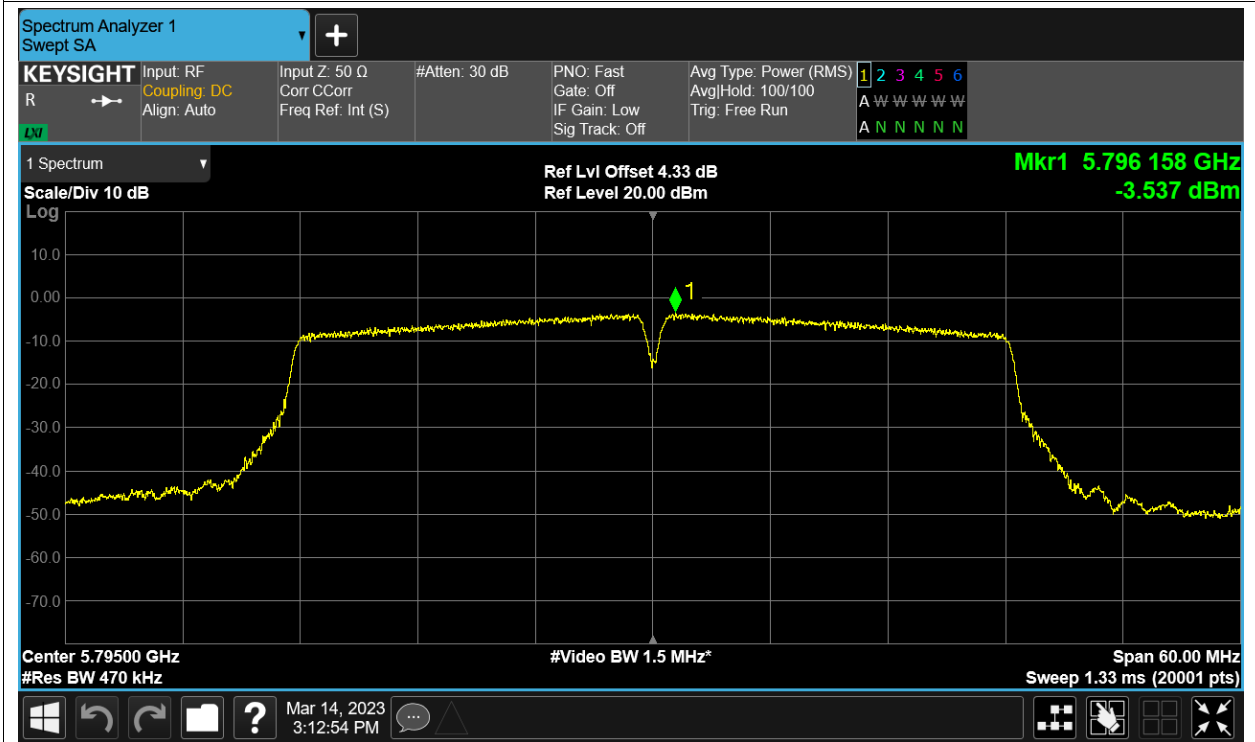 Spectrum Analyzer 1
Swept SA
KEYSIGHT
R
LXI
Input: RF
Coupling: DC
Align: Auto
Input Z: 50 Ω
Corr CCorr
Freq Ref: Int (S)
#Atten: 30 dB
PNO: Fast
Gate: Off
IF Gain: Low
Sig Track: Off
Avg Type: Power (RMS)
Avg|Hold: 100/100
Trig: Free Run
1 2 3 4 5 6
A W W W W W
A N N N N N
1 Spectrum
Scale/Div 10 dB
Log
Ref Lvl Offset 4.33 dB
Ref Level 20.00 dBm
Mkr1 5.796 158 GHz
-3.537 dBm
10.0
0.00
-10.0
-20.0
-30.0
-40.0
-50.0
-60.0
-70.0
1
Center 5.79500 GHz
#Res BW 470 kHz
#Video BW 1.5 MHz*
Span 60.00 MHz
Sweep 1.33 ms (20001 pts)
?
Mar 14, 2023
3:12:54 PM